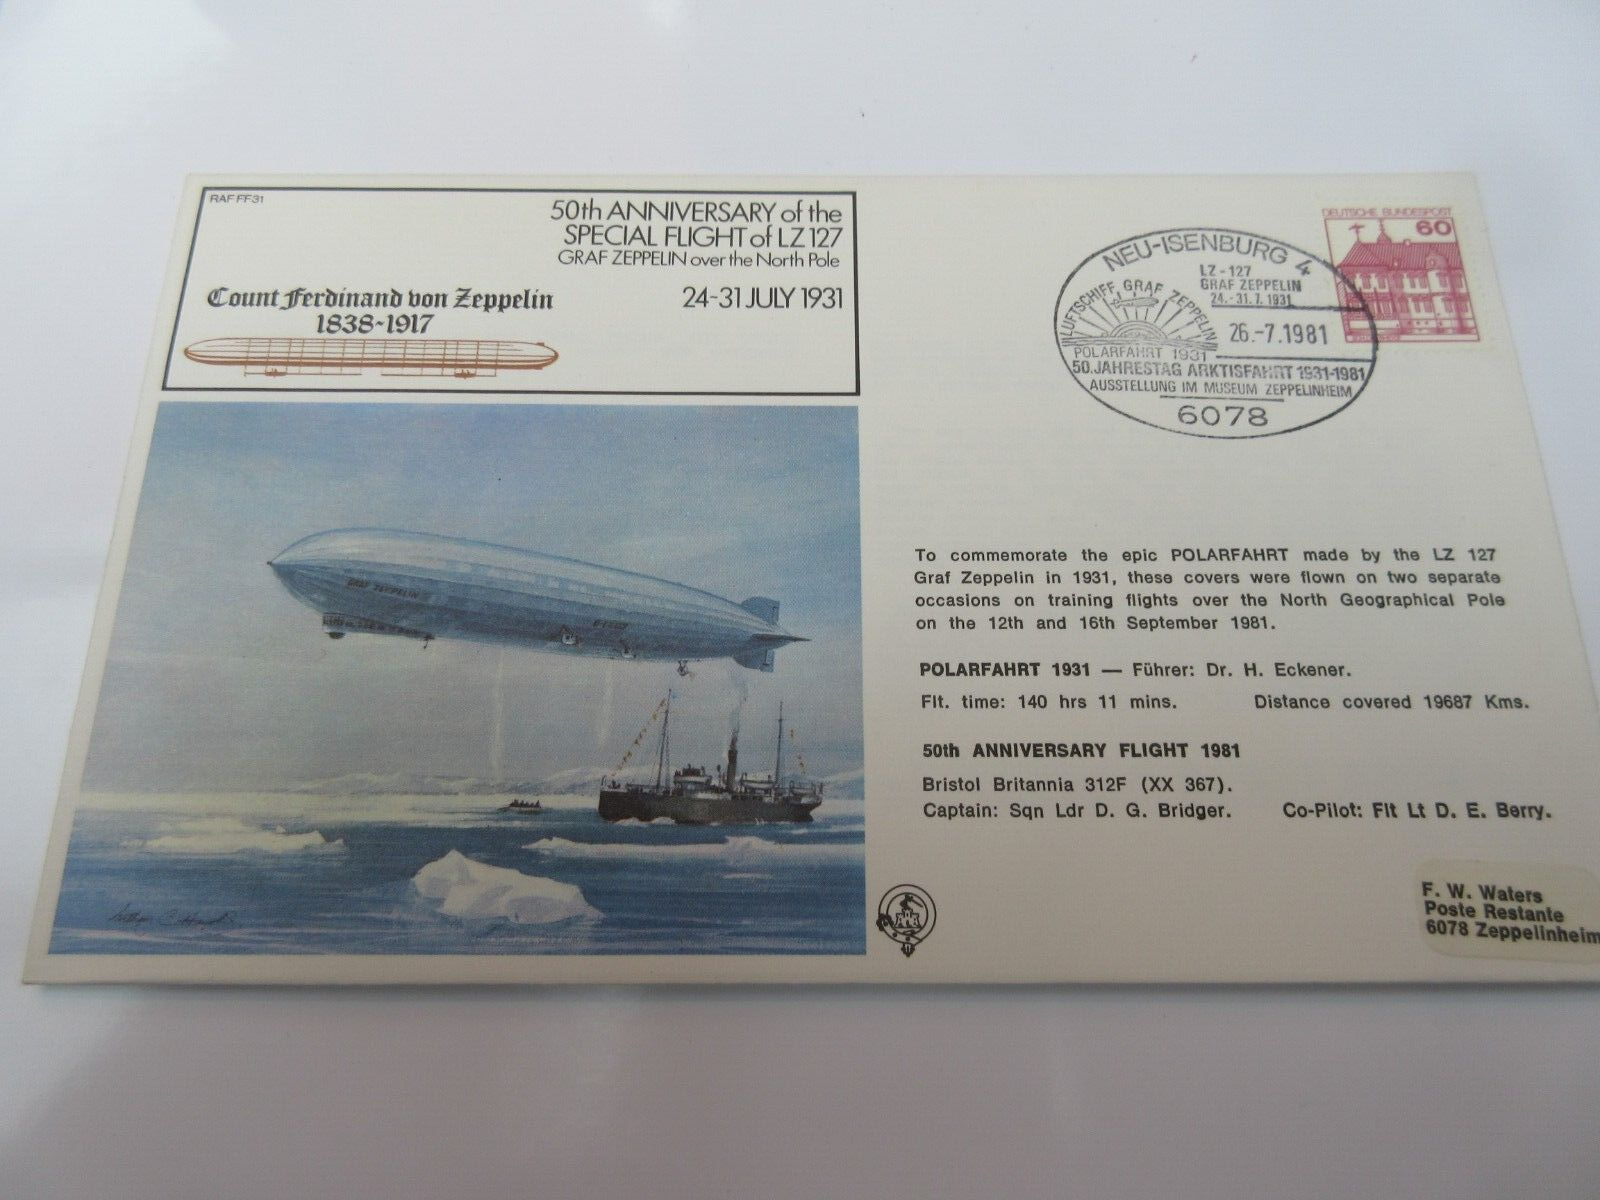 RAF FF31
50th ANNIVERSARY of the
SPECIAL FLIGHT of LZ 127
GRAF ZEPPELIN over the North Pole
24-31 JULY 1931
Count Ferdinand von Zeppelin
1838-1917
GRAF ZEPPELIN
DEUTSCHE BUNDESPOST
60
NEU-ISENBURG 4
LZ-127
GRAF ZEPPELIN
24.-31.7.1931
LUFTSCHIFF GRAF ZEPPELIN
26.-7.1981
POLARFAHRT 1931
50.JAHRESTAG ARKTISFAHRT 1931-1981
AUSSTELLUNG IM MUSEUM ZEPPELINHEIM
6078
To commemorate the epic POLARFAHRT made by the LZ 127
Graf Zeppelin in 1931, these covers were flown on two separate
occasions on training flights over the North Geographical Pole
on the 12th and 16th September 1981.
POLARFAHRT 1931 — Führer: Dr. H. Eckener.
Flt. time: 140 hrs 11 mins. Distance covered 19687 Kms.
50th ANNIVERSARY FLIGHT 1981
Bristol Britannia 312F (XX 367).
Captain: Sqn Ldr D. G. Bridger. Co-Pilot: Flt Lt D. E. Berry.
F. W. Waters
Poste Restante
6078 Zeppelinheim